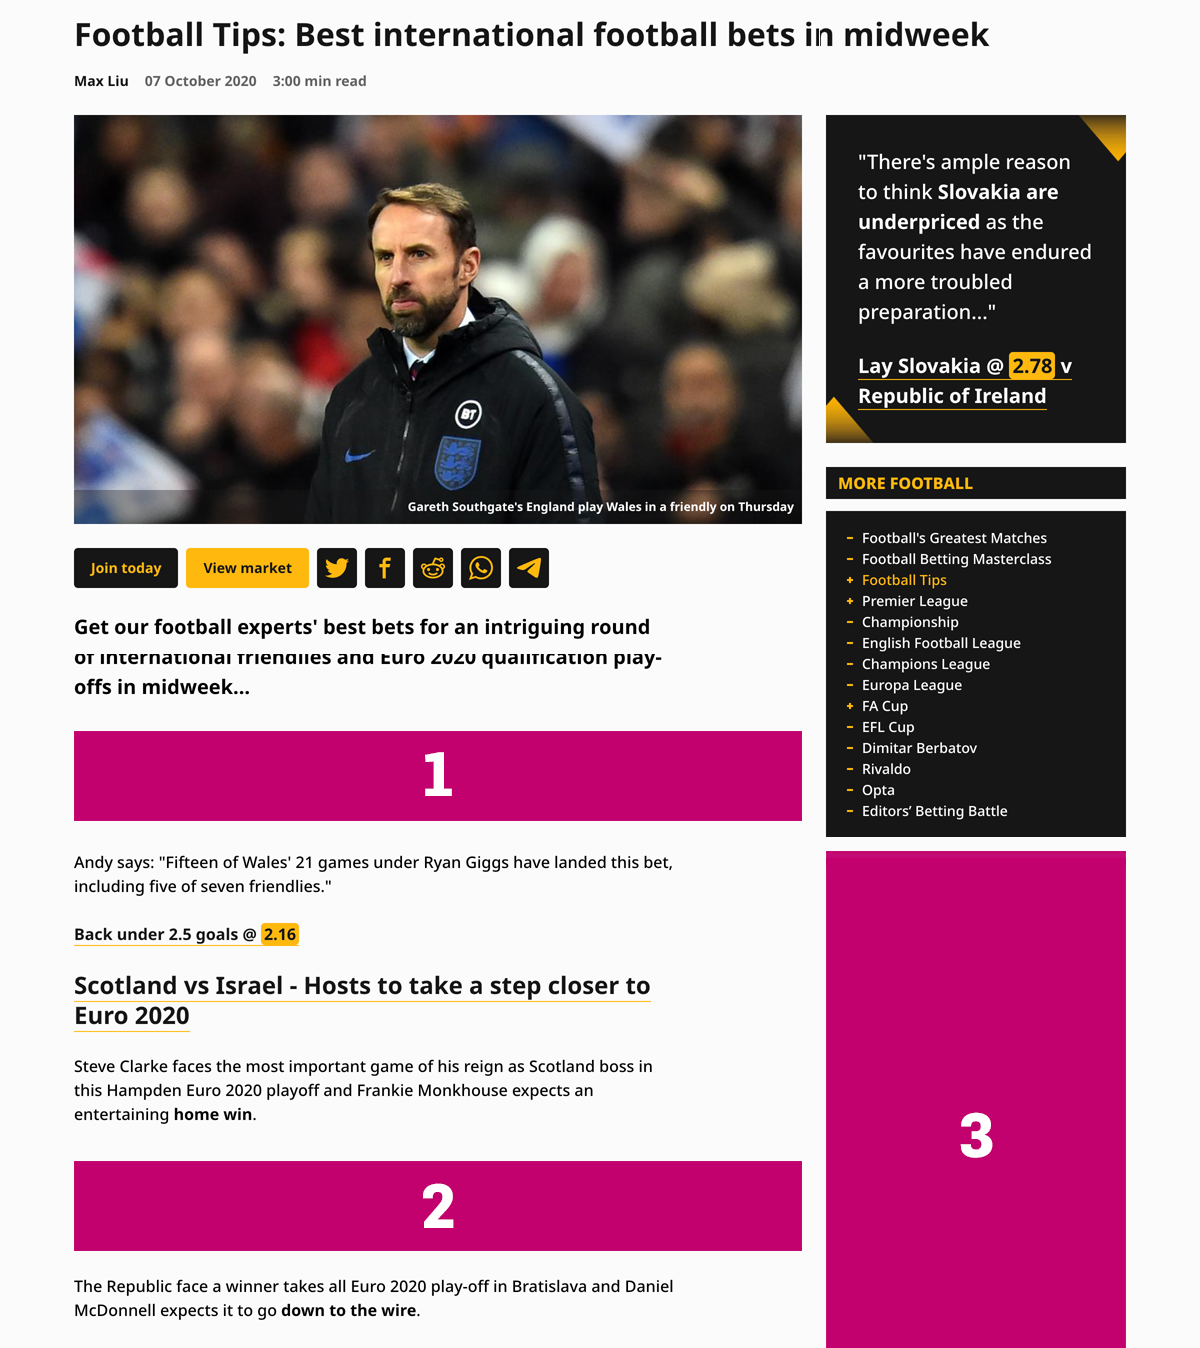 Football Tips: Best international football bets in midweek
Max Liu 07 October 2020 3:00 min read
BT
Gareth Southgate's England play Wales in a friendly on Thursday
Join today View market
Get our football experts' best bets for an intriguing round
of international friendlies and Euro 2020 qualification play-
offs in midweek...
1
Andy says: "Fifteen of Wales' 21 games under Ryan Giggs have landed this bet,
including five of seven friendlies."
Back under 2.5 goals @ 2.16
Scotland vs Israel - Hosts to take a step closer to
Euro 2020
Steve Clarke faces the most important game of his reign as Scotland boss in
this Hampden Euro 2020 playoff and Frankie Monkhouse expects an
entertaining home win.
2
The Republic face a winner takes all Euro 2020 play-off in Bratislava and Daniel
McDonnell expects it to go down to the wire.
"There's ample reason
to think Slovakia are
underpriced as the
favourites have endured
a more troubled
preparation..."
Lay Slovakia @ 2.78 v
Republic of Ireland
MORE FOOTBALL
– Football's Greatest Matches
– Football Betting Masterclass
+ Football Tips
+ Premier League
– Championship
– English Football League
– Champions League
– Europa League
+ FA Cup
– EFL Cup
– Dimitar Berbatov
– Rivaldo
– Opta
– Editors’ Betting Battle
3